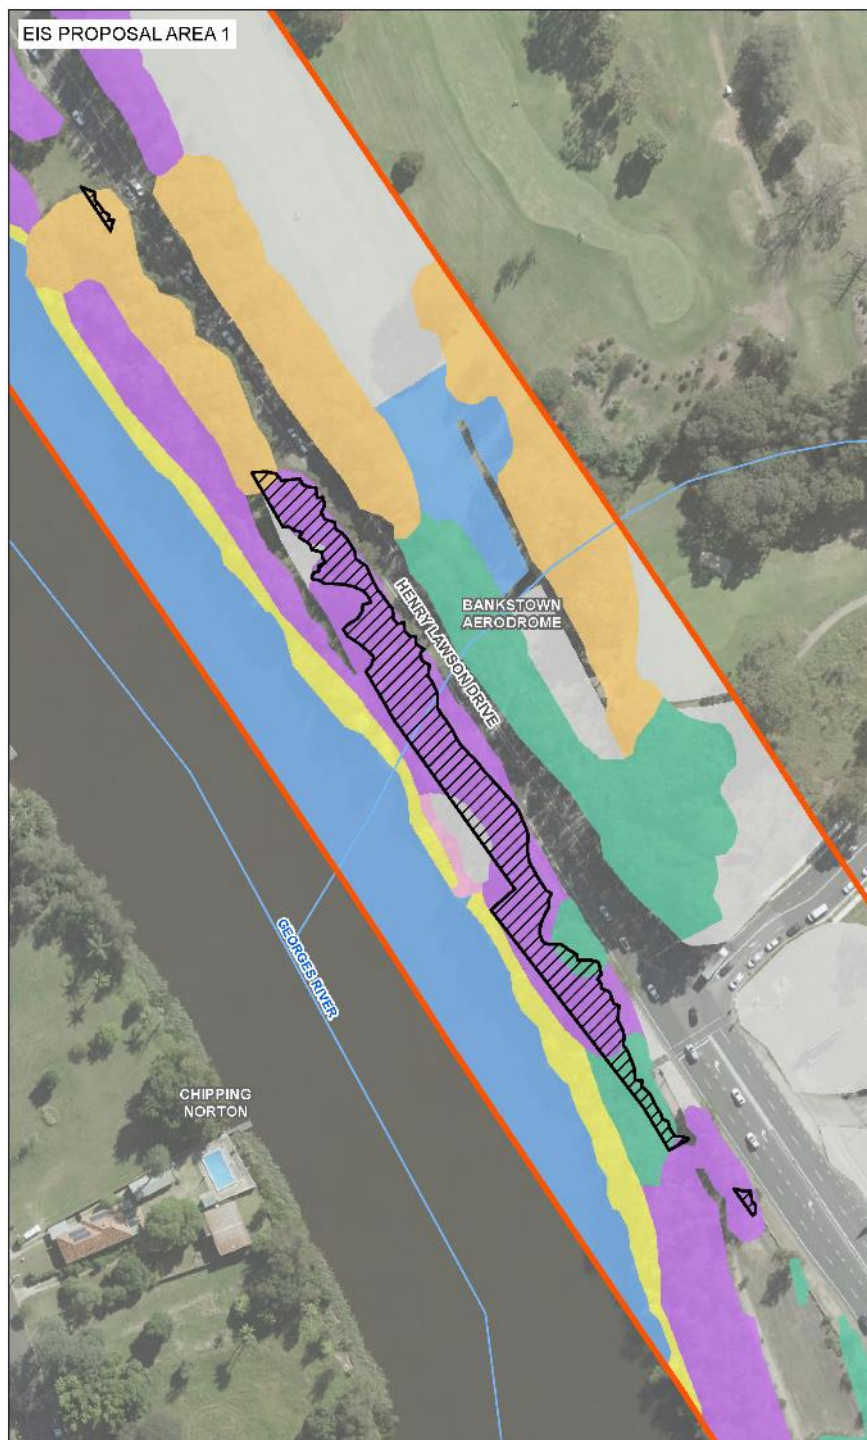 EIS PROPOSAL AREA 1
HENRY LAWSON DRIVE
BANKSTOWN
AERODROME
GEORGES RIVER
CHIPPING
NORTON